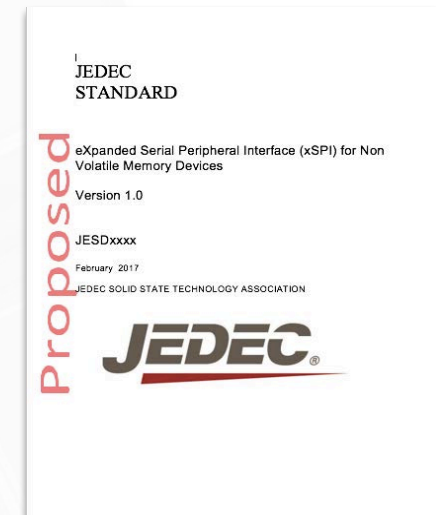 JEDEC
STANDARD
Proposed
eXpanded Serial Peripheral Interface (xSPI) for Non
Volatile Memory Devices
Version 1.0
JESDxxxx
February 2017
JEDEC SOLID STATE TECHNOLOGY ASSOCIATION
JEDEC®